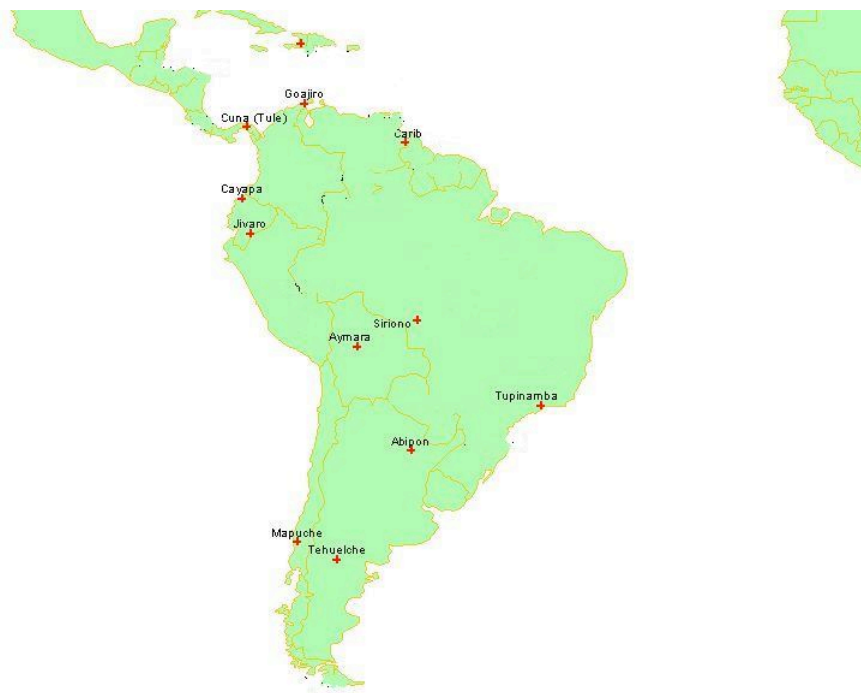 Goajiro
Cuna (Tule)
Carib
Cayapa
Jivaro
Siriono
Aymara
Tupinamba
Abipon
Mapuche
Tehuelche